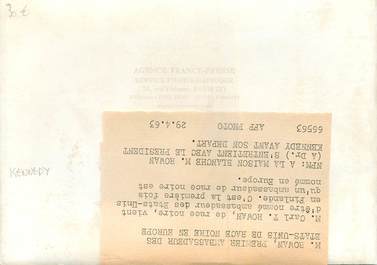 30 €
AGENCE FRANCE-PRESSE
KENNEDY
66563 AFP PHOTO 29.4.63
NPM: A LA MAISON BLANCHE M. ROWAN
(A Dr.) S'ENTRETIENT AVEC LE PRESIDENT
KENNEDY AVANT SON DEPART.
M. ROWAN, PREMIER AMBASSADEUR DES
ETATS-UNIS DE RACE NOIRE EN EUROPE
M. Carl T. ROWAN, de race noire, vient
d'être nommé ambassadeur des Etats-Unis
en Finlande. C'est la première fois
qu'un ambassadeur de race noire est
nommé en Europe.